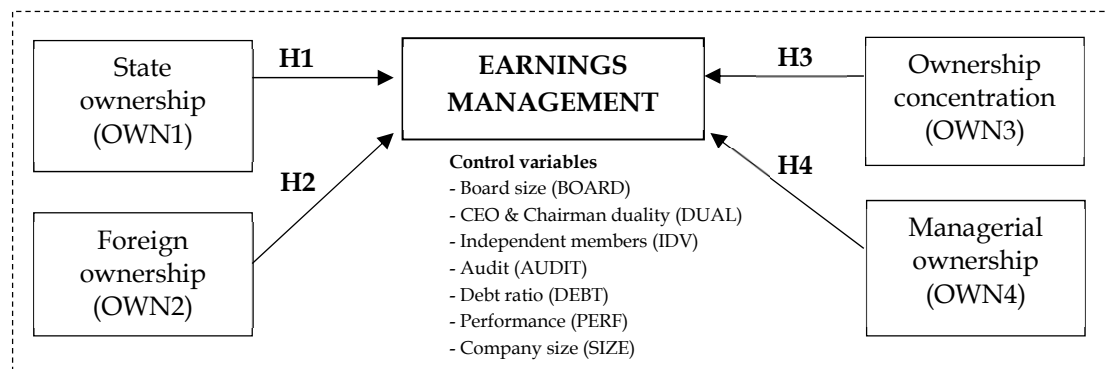 State
ownership
(OWN1)
H1
EARNINGS
MANAGEMENT
H3
Ownership
concentration
(OWN3)
H2
H4
Foreign
ownership
(OWN2)
Control variables
- Board size (BOARD)
- CEO & Chairman duality (DUAL)
- Independent members (IDV)
- Audit (AUDIT)
- Debt ratio (DEBT)
- Performance (PERF)
- Company size (SIZE)
Managerial
ownership
(OWN4)